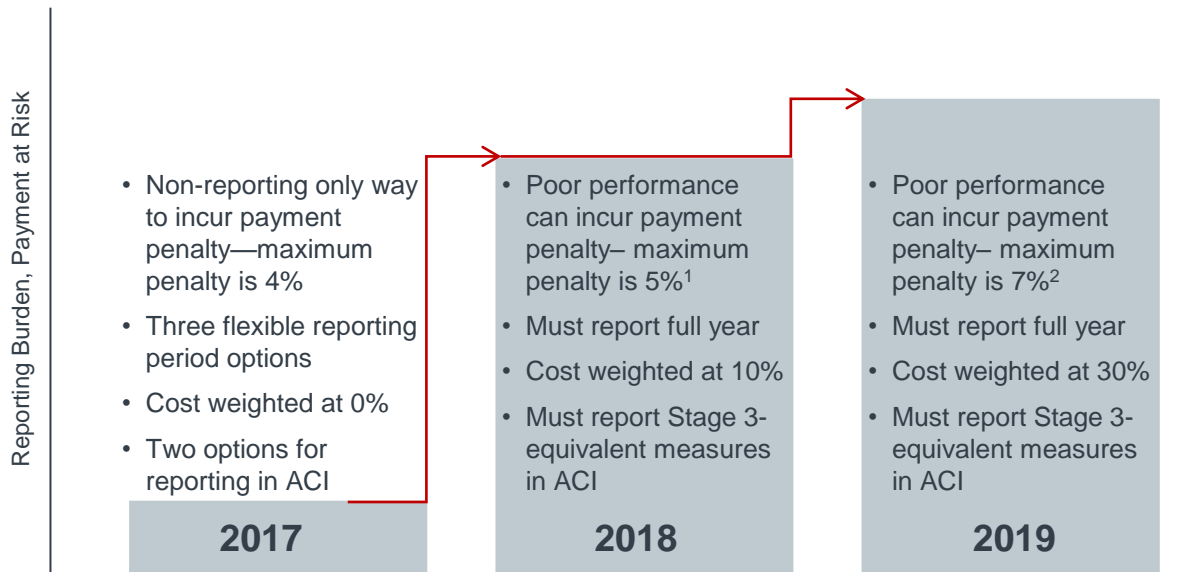 Reporting Burden, Payment at Risk
• Non-reporting only way
to incur payment
penalty—maximum
penalty is 4%
• Three flexible reporting
period options
• Cost weighted at 0%
• Two options for
reporting in ACI
2017
• Poor performance
can incur payment
penalty– maximum
penalty is 5%¹
• Must report full year
• Cost weighted at 10%
• Must report Stage 3-
equivalent measures
in ACI
2018
• Poor performance
can incur payment
penalty– maximum
penalty is 7%²
• Must report full year
• Cost weighted at 30%
• Must report Stage 3-
equivalent measures
in ACI
2019